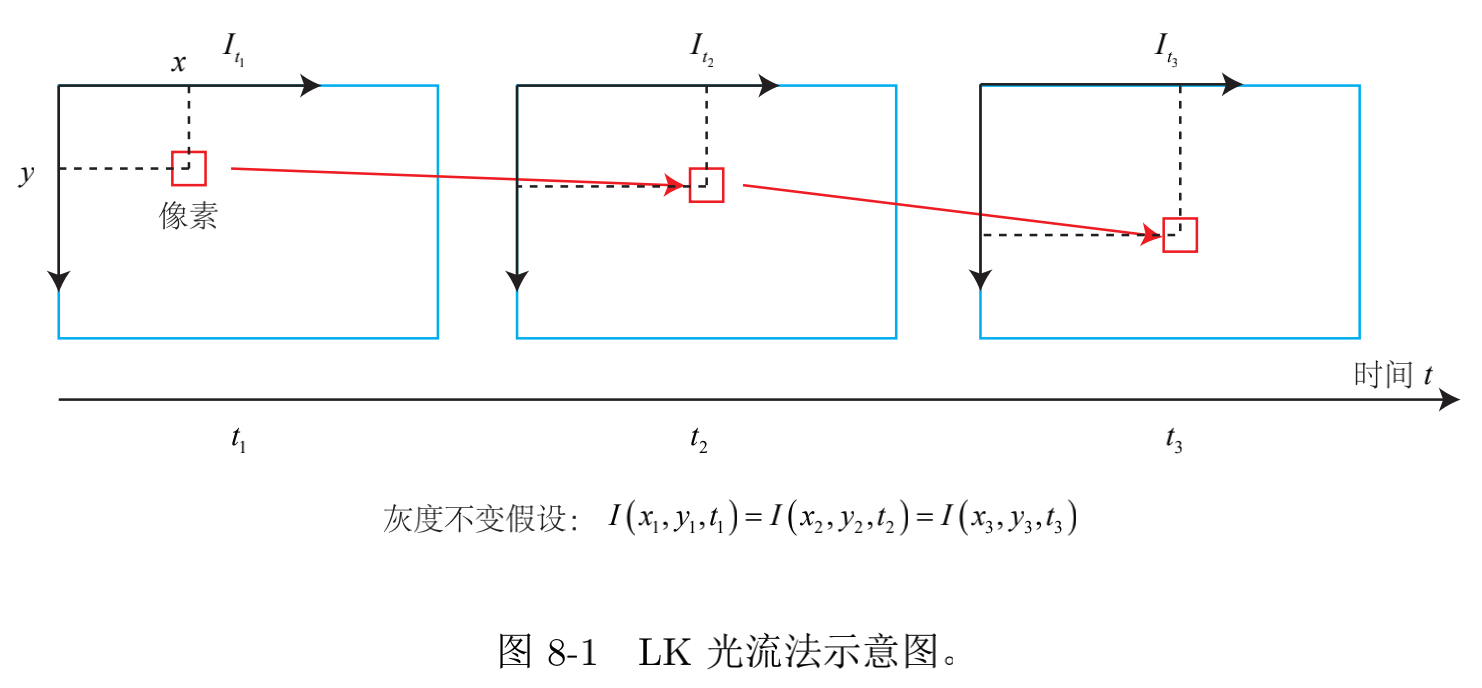 I_{t_1} I_{t_2} I_{t_3}
x
y
像素
时间 t
t_1 t_2 t_3
灰度不变假设： I(x_1, y_1, t_1) = I(x_2, y_2, t_2) = I(x_3, y_3, t_3)
图 8-1 LK 光流法示意图。